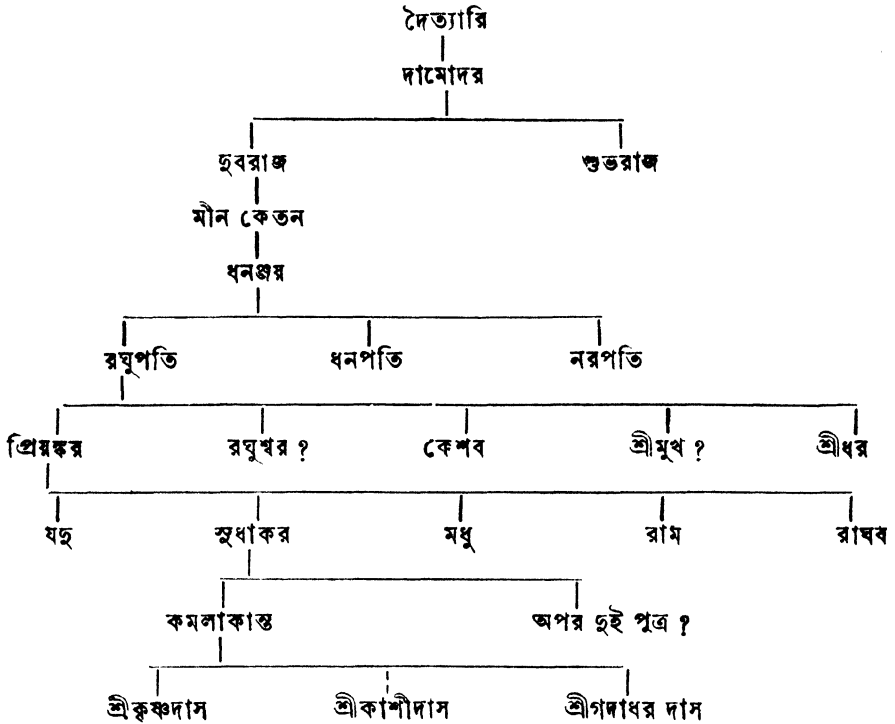 দৈত্যারি
দামোদর
দুবরাজ শুভরাজ
মীন কেতন
ধনঞ্জয়
রঘুপতি ধনপতি নরপতি
প্রিয়ঙ্কর রঘুশ্বর ? কেশব শ্রীমুখ ? শ্রীধর
যদু সুধাকর মধু রাম রাঘব
কমলাকান্ত অপর দুই পুত্র ?
শ্রীকৃষ্ণদাস শ্রীকাশীদাস শ্রীগদাধর দাস